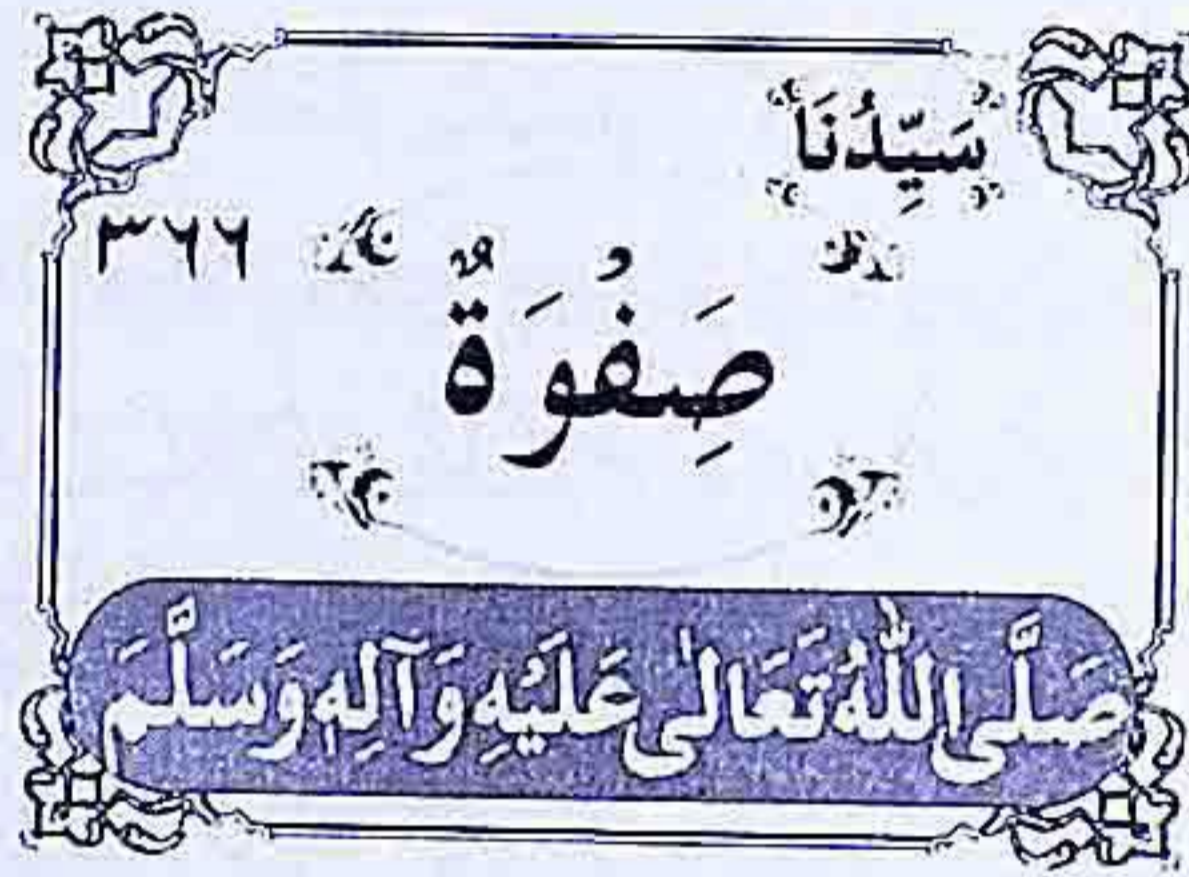 سَيِّدُنَا
٣٦٦
صَِفْوَةٌ
صَلَّى اللّٰهُ تَعَالٰى عَلَيْهِ وَآلِهٖ وَسَلَّمَ